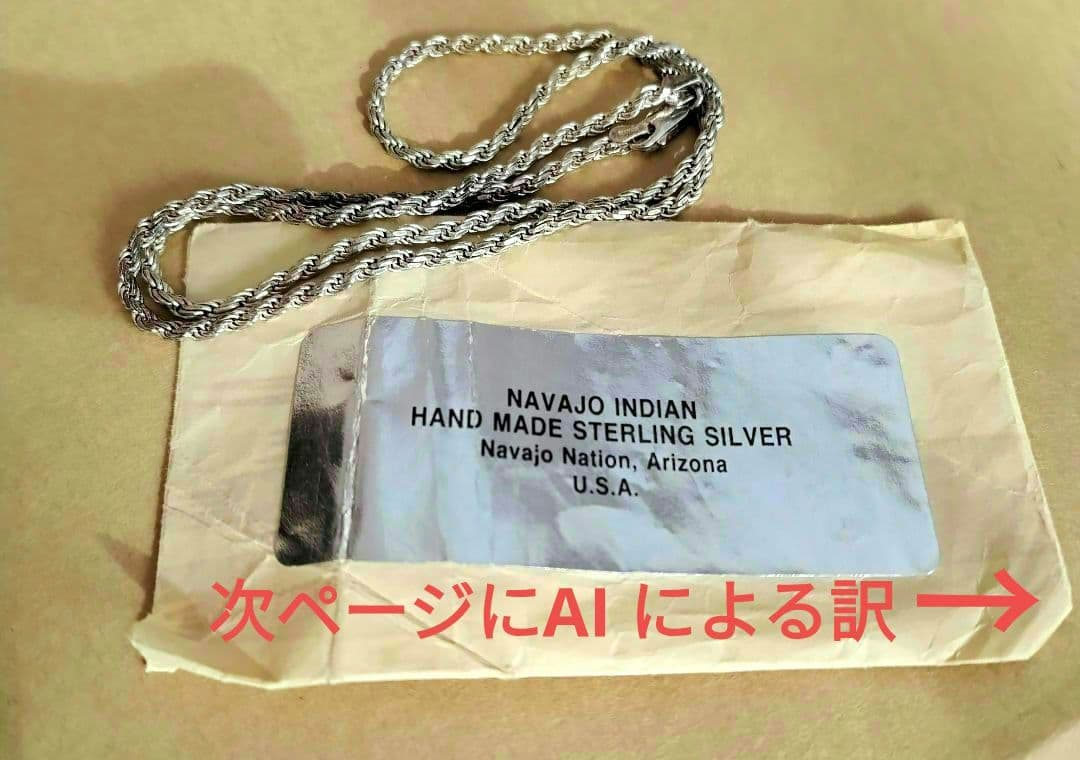 NAVAJO INDIAN
HAND MADE STERLING SILVER
Navajo Nation, Arizona
U.S.A.
次ページにAI による訳 →